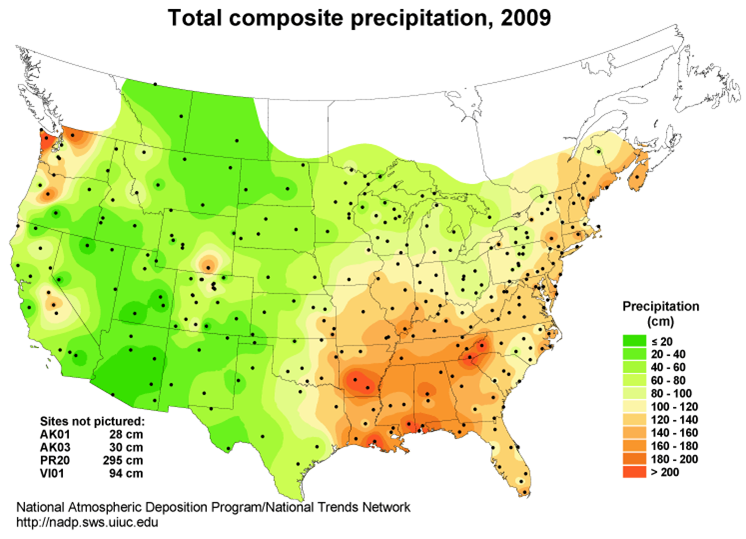 Total composite precipitation, 2009
Precipitation
(cm)
≤ 20
20 - 40
40 - 60
60 - 80
80 - 100
100 - 120
120 - 140
140 - 160
160 - 180
180 - 200
> 200
Sites not pictured:
AK01 28 cm
AK03 30 cm
PR20 295 cm
VI01 94 cm
National Atmospheric Deposition Program/National Trends Network
http://nadp.sws.uiuc.edu